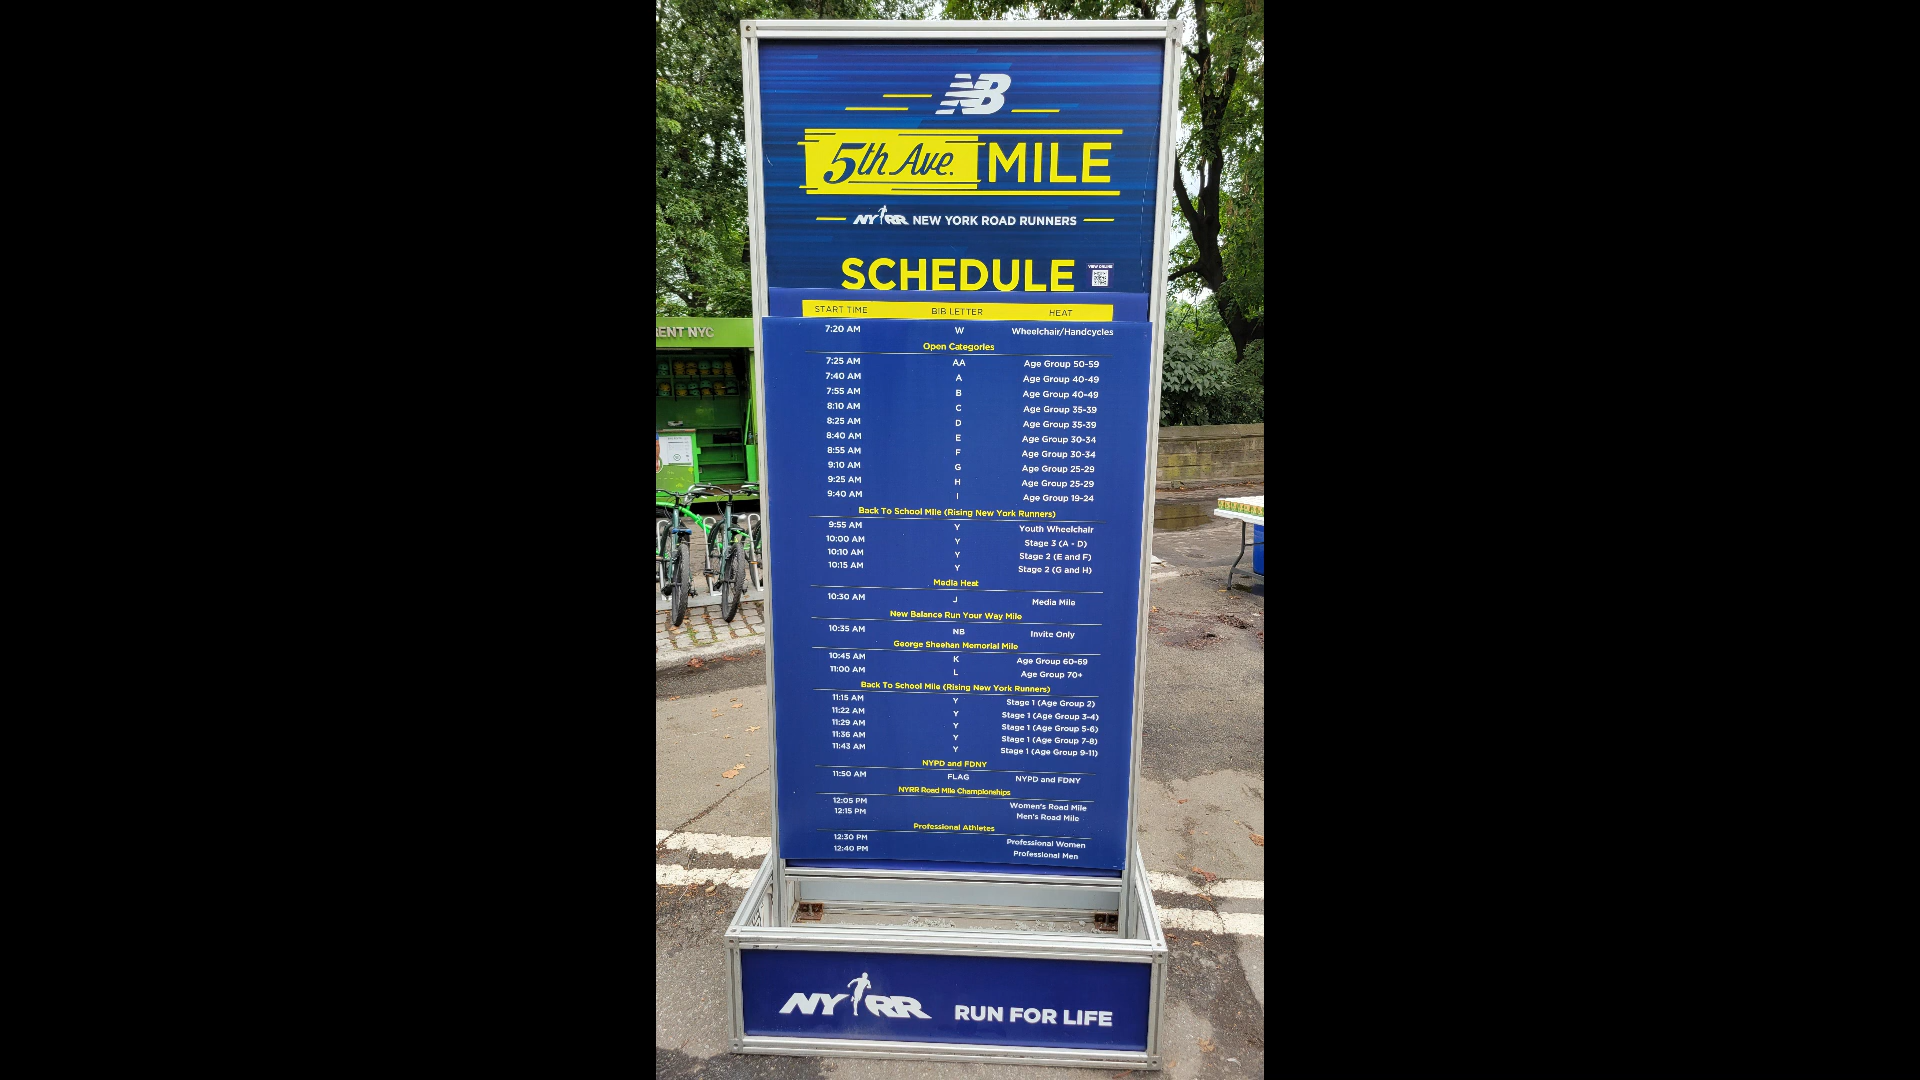 NB
5th Ave. MILE
NYRR NEW YORK ROAD RUNNERS
SCHEDULE
VIEW ONLINE
START TIME BIB LETTER HEAT
7:20 AM W Wheelchair/Handcycles
Open Categories
7:25 AM AA Age Group 50-59
7:40 AM A Age Group 40-49
7:55 AM B Age Group 40-49
8:10 AM C Age Group 35-39
8:25 AM D Age Group 35-39
8:40 AM E Age Group 30-34
8:55 AM F Age Group 30-34
9:10 AM G Age Group 25-29
9:25 AM H Age Group 25-29
9:40 AM I Age Group 19-24
Back To School Mile (Rising New York Runners)
9:55 AM Y Youth Wheelchair
10:00 AM Y Stage 3 (A - D)
10:10 AM Y Stage 2 (E and F)
10:15 AM Y Stage 2 (G and H)
Media Heat
10:30 AM J Media Mile
New Balance Run Your Way Mile
10:35 AM NB Invite Only
George Sheehan Memorial Mile
10:45 AM K Age Group 60-69
11:00 AM L Age Group 70+
Back To School Mile (Rising New York Runners)
11:15 AM Y Stage 1 (Age Group 2)
11:22 AM Y Stage 1 (Age Group 3-4)
11:29 AM Y Stage 1 (Age Group 5-6)
11:36 AM Y Stage 1 (Age Group 7-8)
11:43 AM Y Stage 1 (Age Group 9-11)
NYPD and FDNY
11:50 AM FLAG NYPD and FDNY
NYRR Road Mile Championships
12:05 PM Women's Road Mile
12:15 PM Men's Road Mile
Professional Athletes
12:30 PM Professional Women
12:40 PM Professional Men
NYRR RUN FOR LIFE
ENT NYC